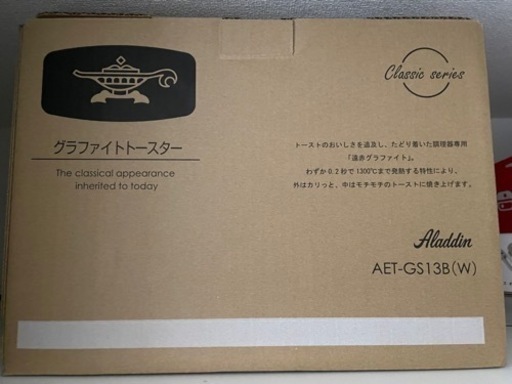 Classic series
グラファイトトースター
The classical appearance
inherited to today
トーストのおいしさを追及し、たどり着いた調理器専用
「遠赤グラファイト」。
わずか0.2秒で1300℃まで発熱する特性により、
外はカリっと、中はモチモチのトーストに焼き上げます。
Aladdin
AET-GS13B(W)